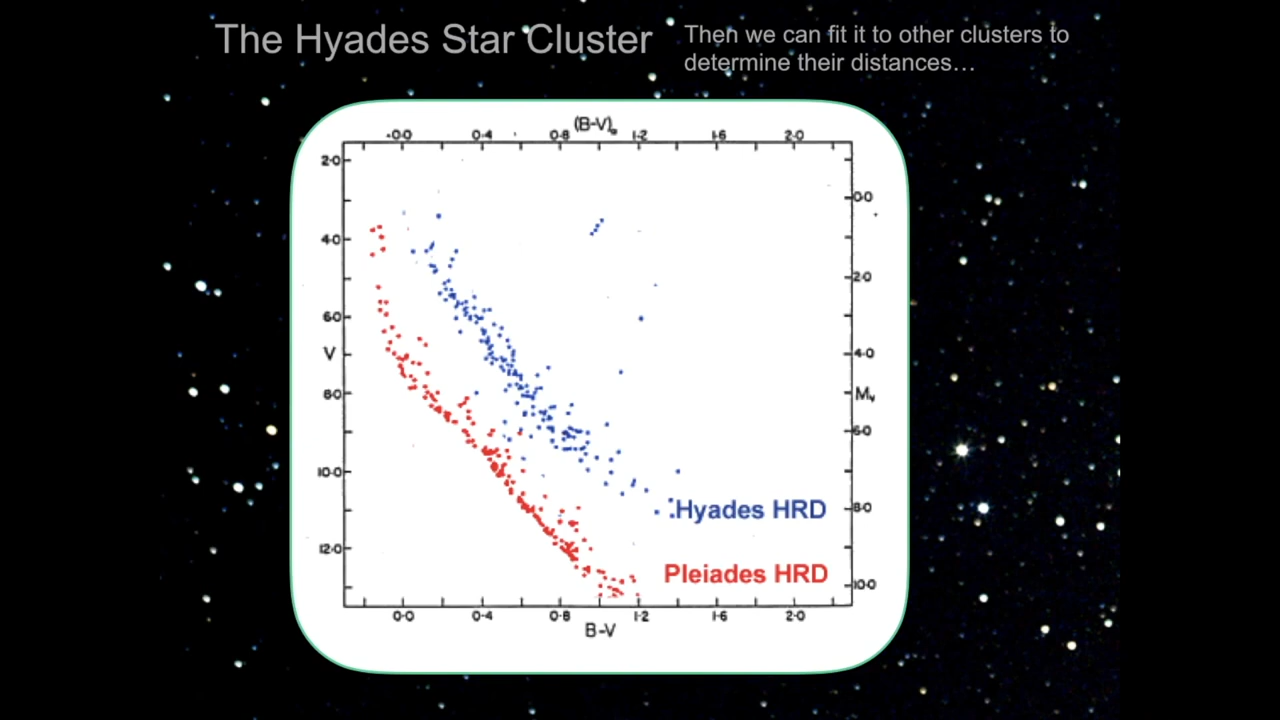 The Hyades Star Cluster
Then we can fit it to other clusters to
determine their distances…
(B-V)₀
-0.0 0.4 0.8 1.2 1.6 2.0
2.0
0.0
4.0
2.0
6.0
V
4.0
8.0
Mᵥ
6.0
10.0
Hyades HRD
8.0
12.0
Pleiades HRD
10.0
0.0 0.4 0.8 1.2 1.6 2.0
B-V